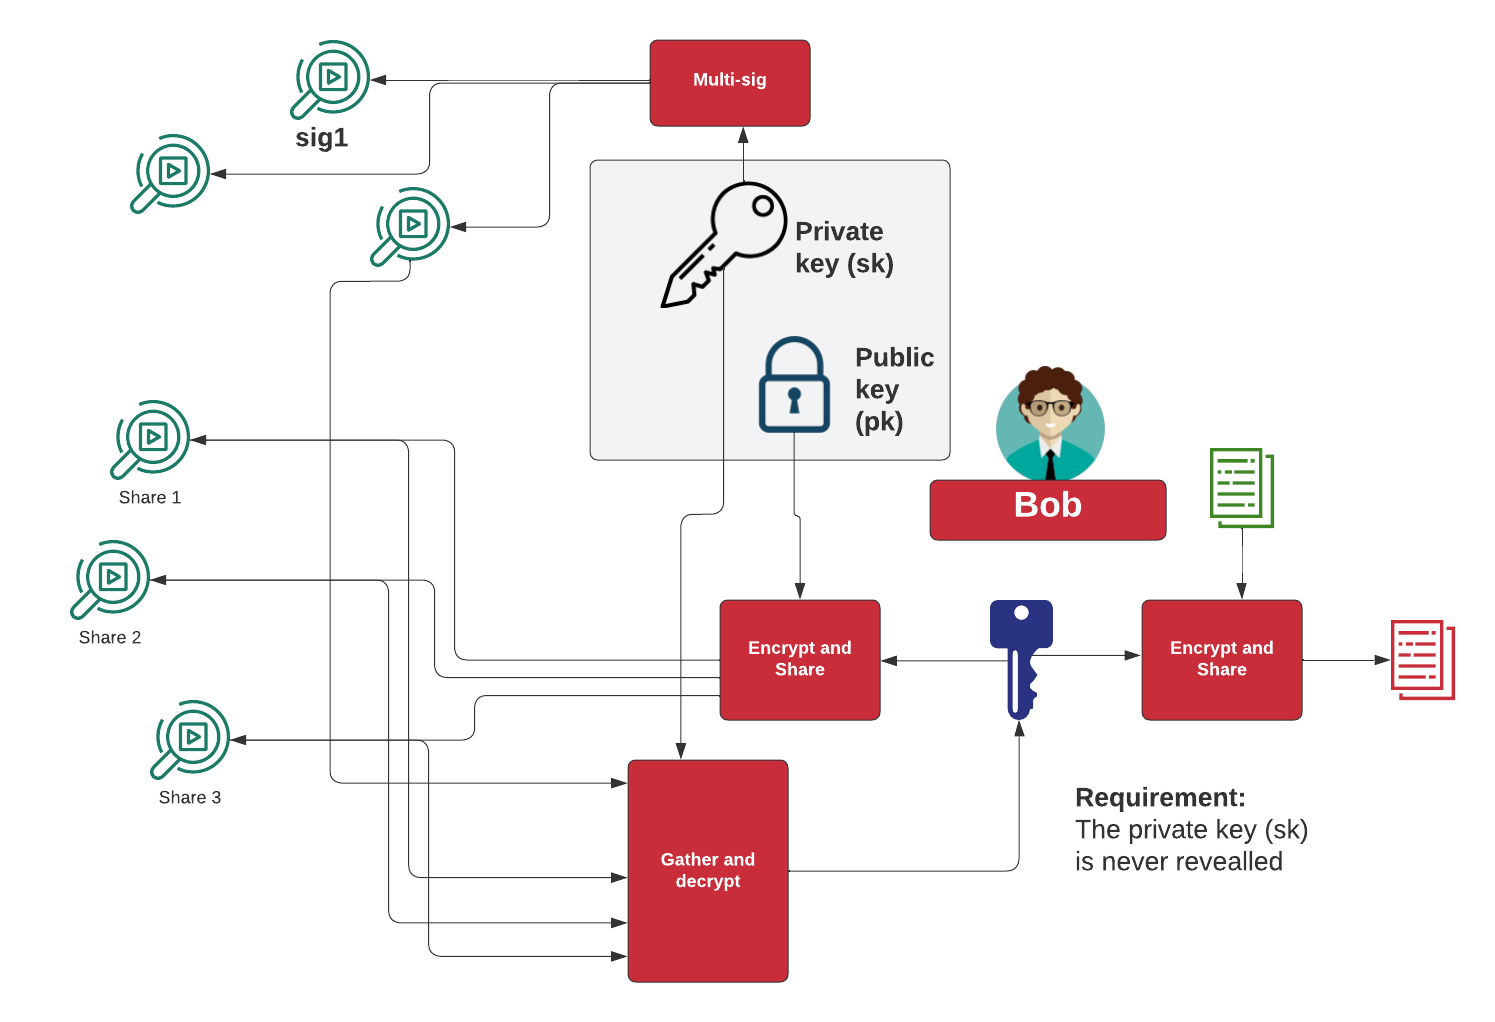 Multi-sig
sig1
Private
key (sk)
Public
key
(pk)
Bob
Share 1
Share 2
Share 3
Encrypt and
Share
Encrypt and
Share
Gather and
decrypt
Requirement:
The private key (sk)
is never revealled